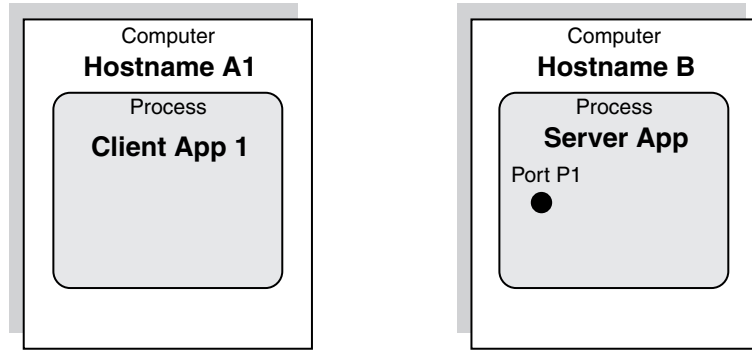 Computer
Hostname A1
Process
Client App 1
Computer
Hostname B
Process
Server App
Port P1